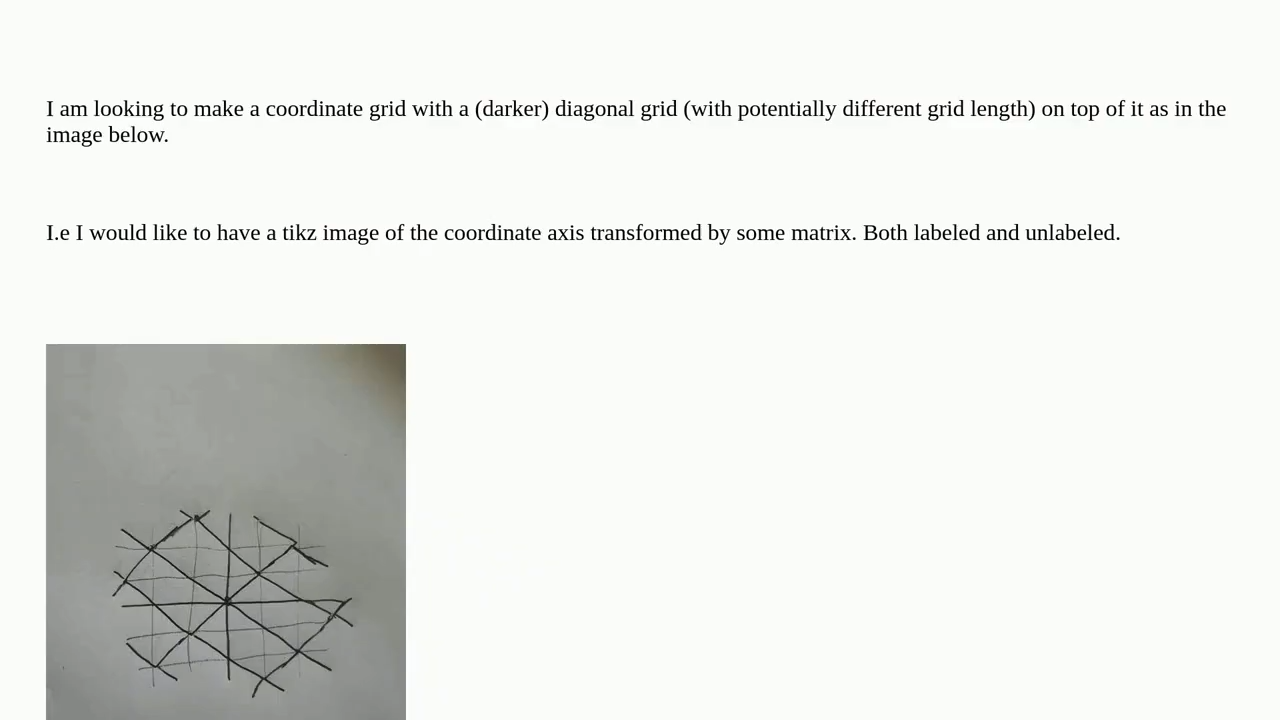 I am looking to make a coordinate grid with a (darker) diagonal grid (with potentially different grid length) on top of it as in the
image below.
I.e I would like to have a tikz image of the coordinate axis transformed by some matrix. Both labeled and unlabeled.